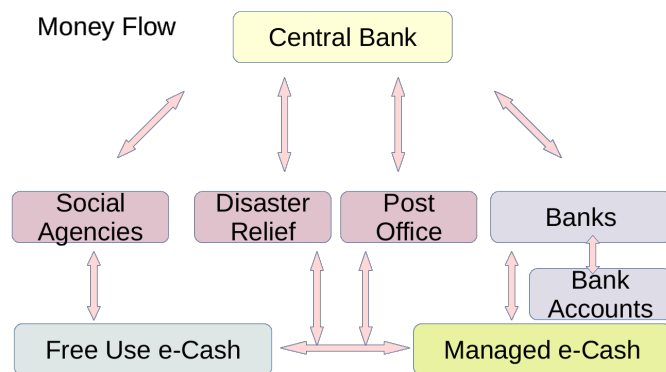 Money Flow
Central Bank
Social
Agencies
Disaster
Relief
Post
Office
Banks
Bank
Accounts
Free Use e-Cash
Managed e-Cash